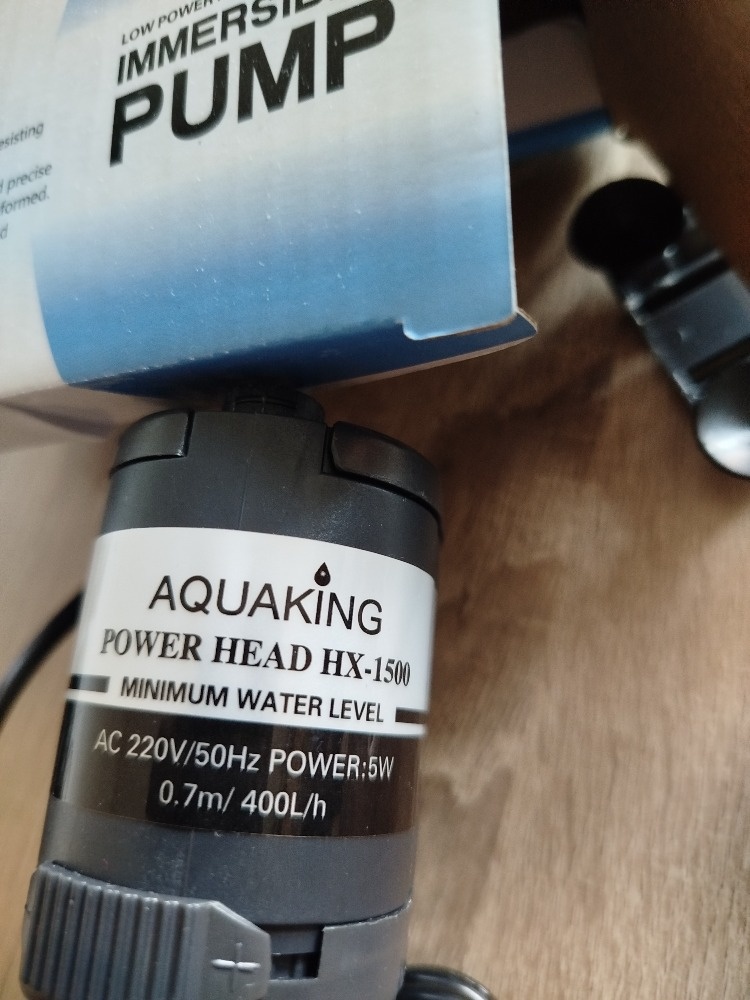 LOW POWER
IMMERSIB
PUMP
esisting
precise
formed.
AQUAKING
POWER HEAD HX-1500
MINIMUM WATER LEVEL
AC 220V/50Hz POWER:5W
0.7m/ 400L/h
+